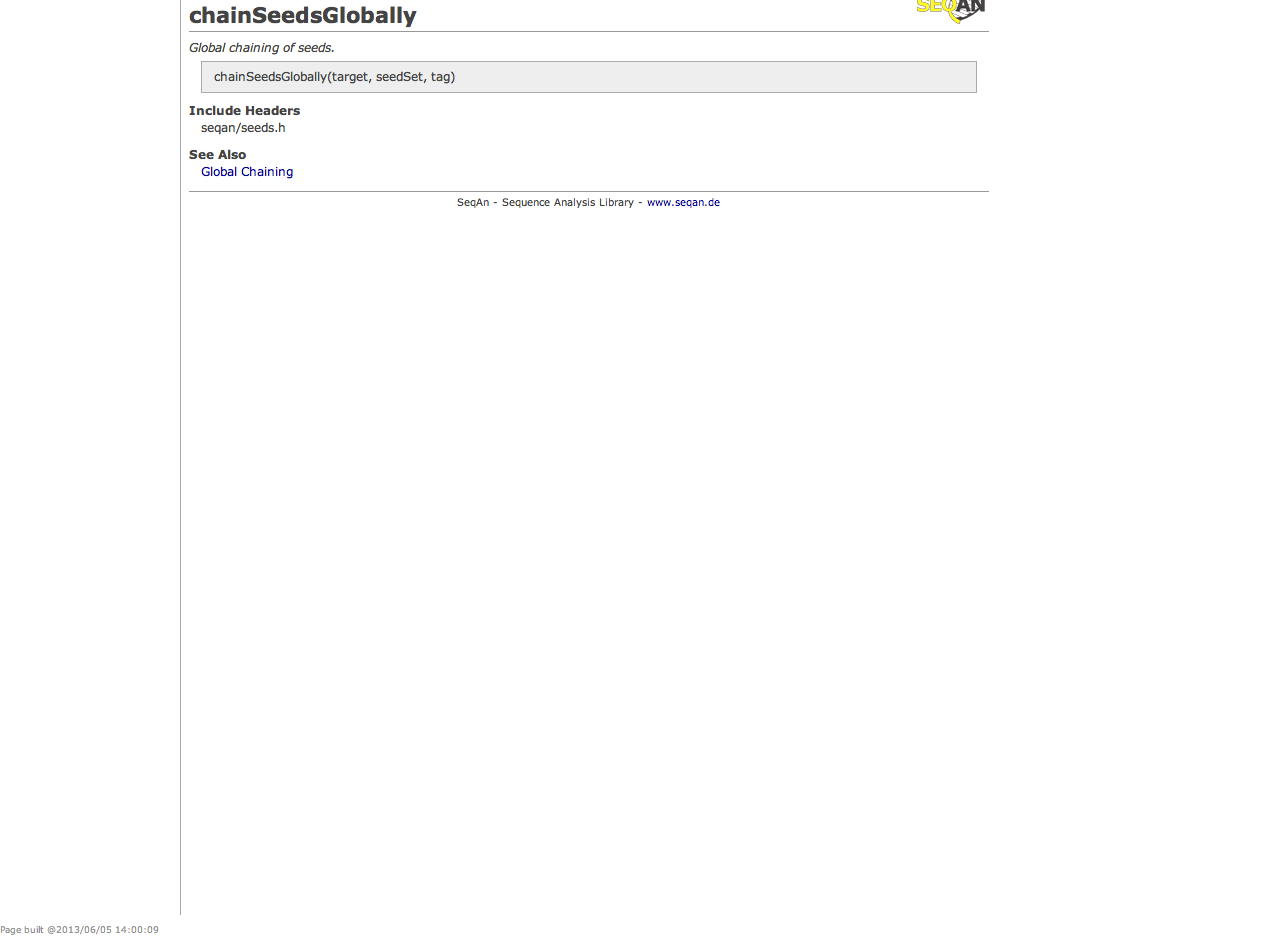 chainSeedsGlobally
SEQAN
Global chaining of seeds.
chainSeedsGlobally(target, seedSet, tag)
Include Headers
seqan/seeds.h
See Also
Global Chaining
SeqAn - Sequence Analysis Library - www.seqan.de
Page built @2013/06/05 14:00:09